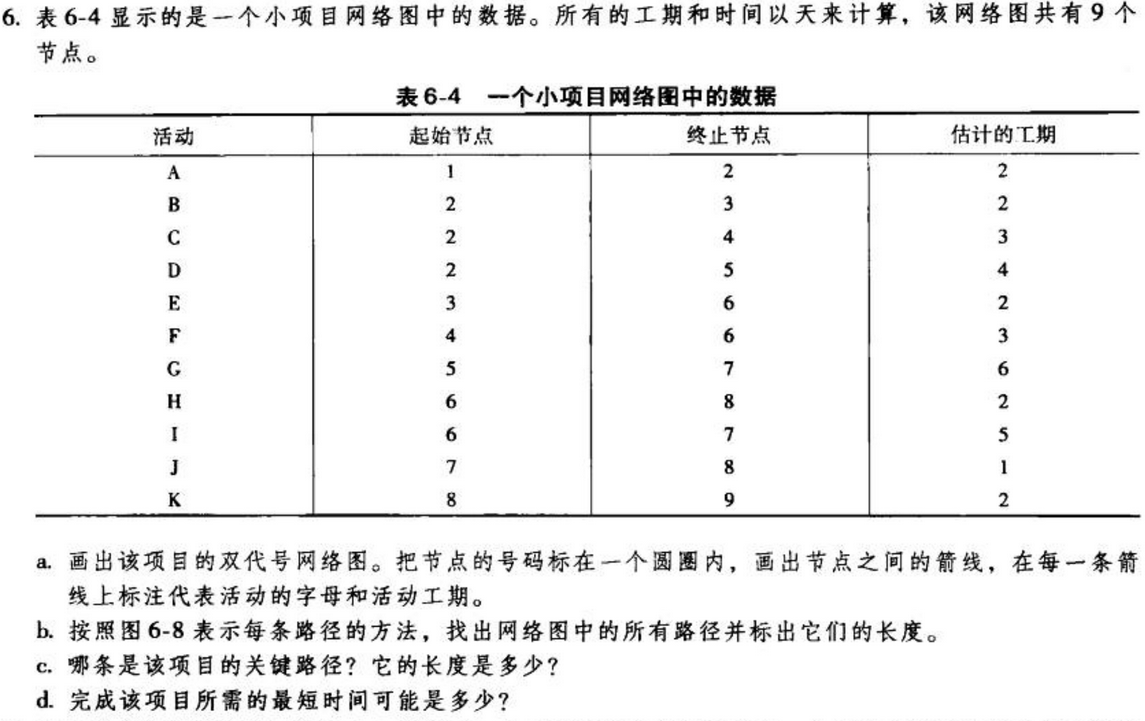 6. 表 6-4 显示的是一个小项目网络图中的数据。所有的工期和时间以天来计算，该网络图共有 9 个
节点。
表 6-4 一个小项目网络图中的数据
活动 起始节点 终止节点 估计的工期
A 1 2 2
B 2 3 2
C 2 4 3
D 2 5 4
E 3 6 2
F 4 6 3
G 5 7 6
H 6 8 2
I 6 7 5
J 7 8 1
K 8 9 2
a. 画出该项目的双代号网络图。把节点的号码标在一个圆圈内，画出节点之间的箭线，在每一条箭
线上标注代表活动的字母和活动工期。
b. 按照图 6-8 表示每条路径的方法，找出网络图中的所有路径并标出它们的长度。
c. 哪条是该项目的关键路径？它的长度是多少？
d. 完成该项目所需的最短时间可能是多少？